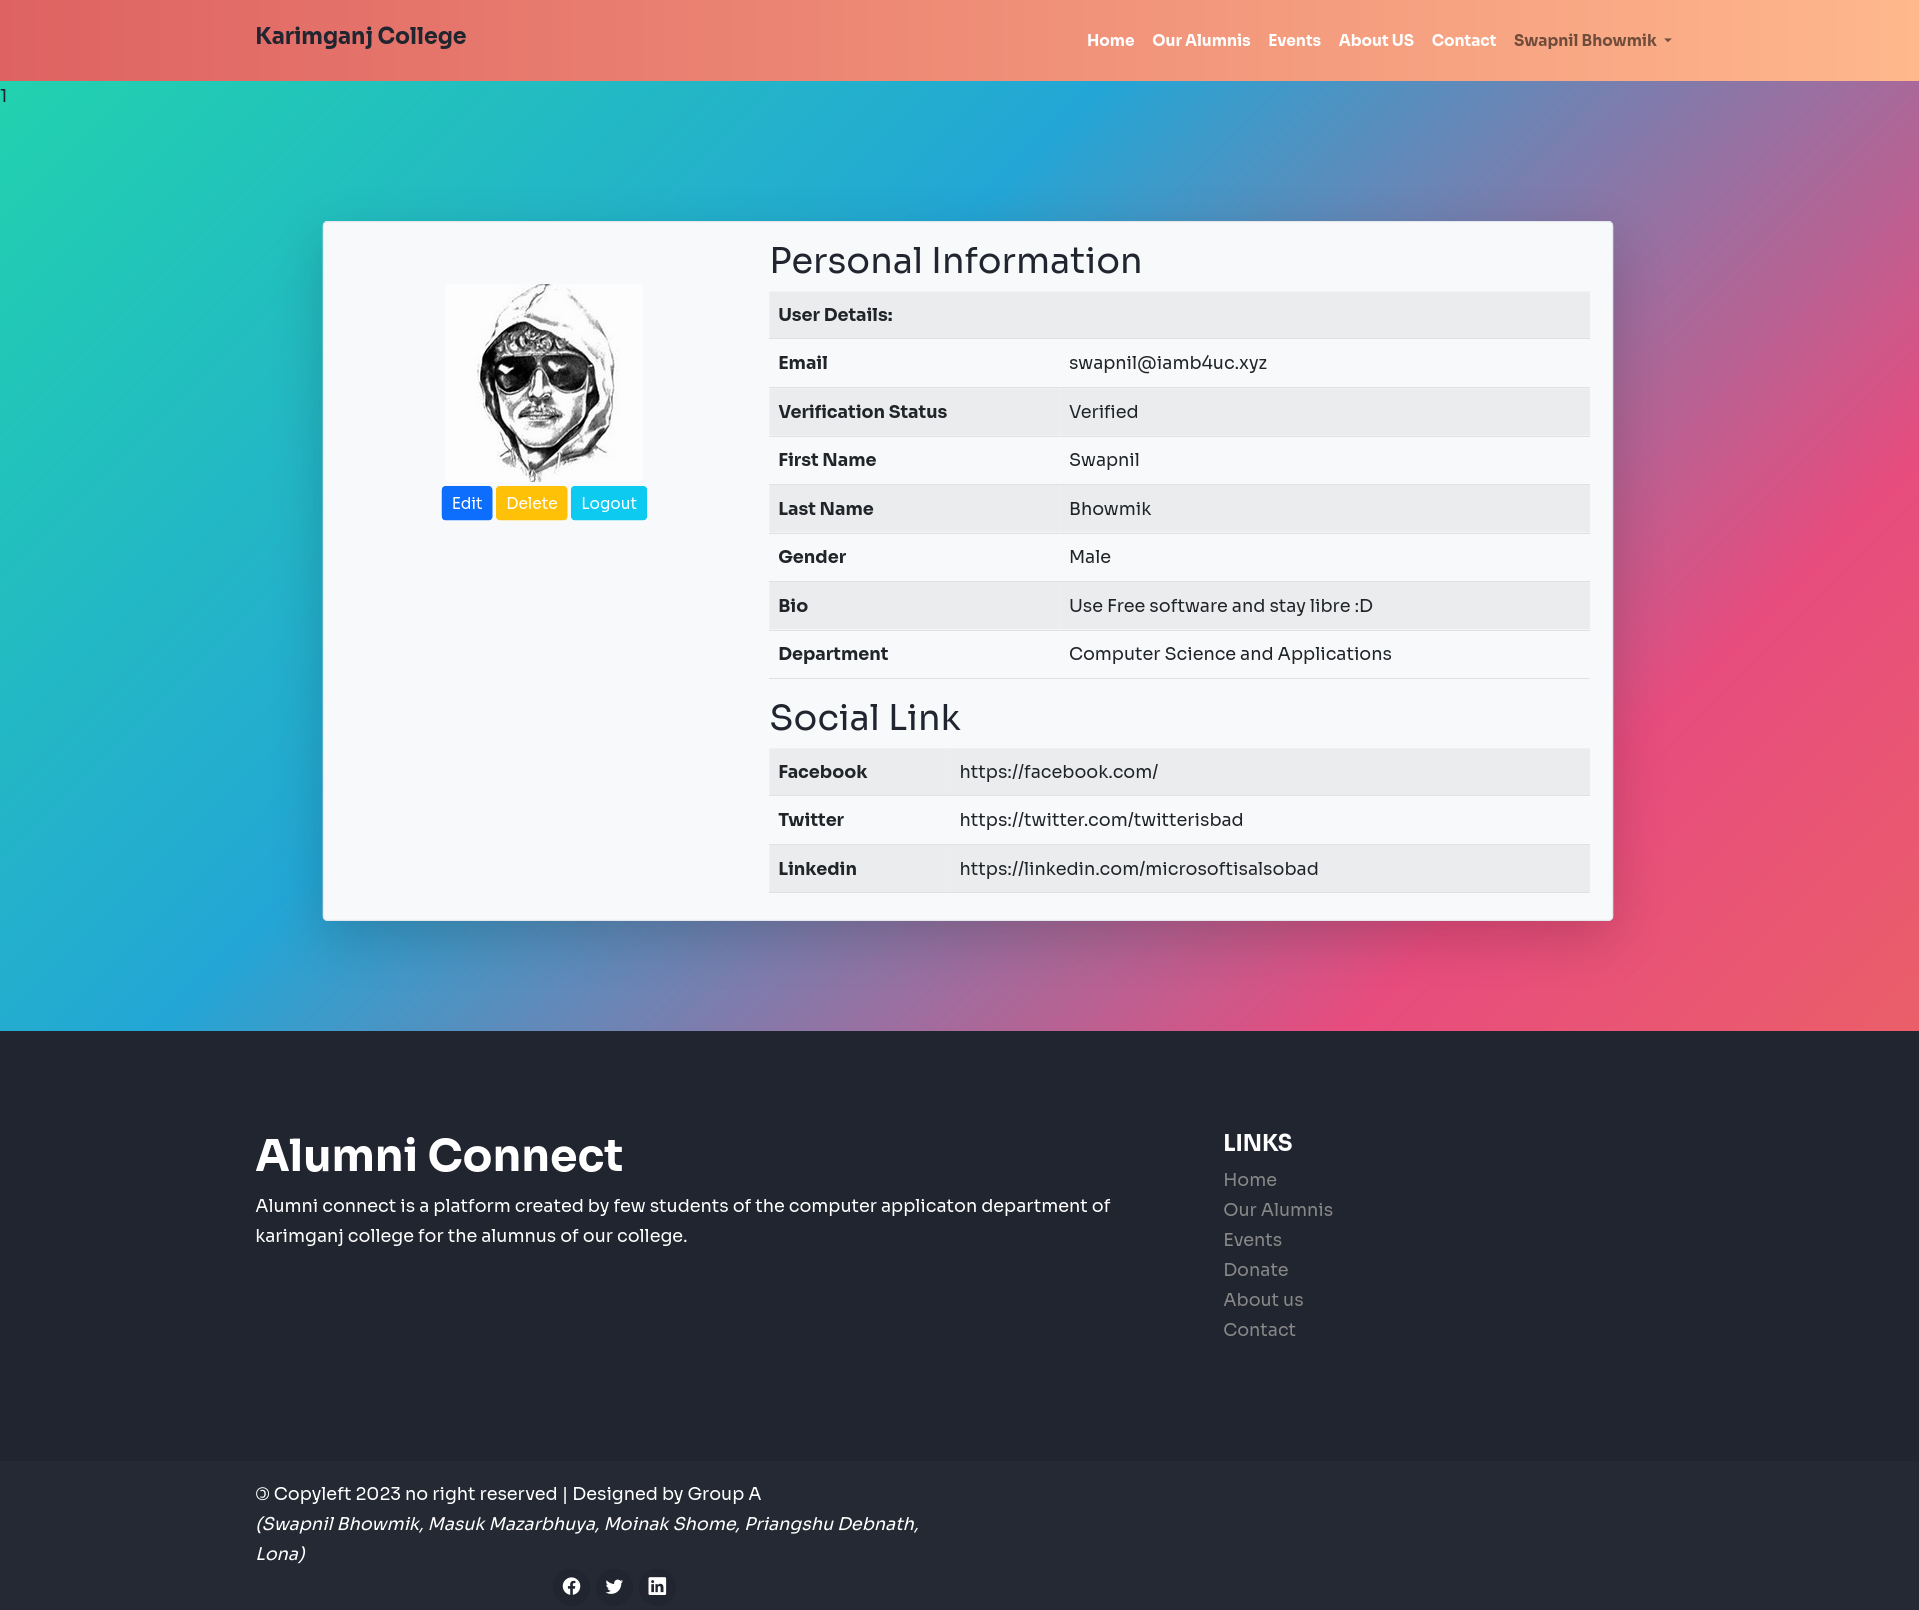 Karimganj College
Home Our Alumnis Events About US Contact Swapnil Bhowmik
1
Edit Delete Logout
Personal Information
User Details:
Email swapnil@iamb4uc.xyz
Verification Status Verified
First Name Swapnil
Last Name Bhowmik
Gender Male
Bio Use Free software and stay libre :D
Department Computer Science and Applications
Social Link
Facebook https://facebook.com/
Twitter https://twitter.com/twitterisbad
Linkedin https://linkedin.com/microsoftisalsobad
Alumni Connect
Alumni connect is a platform created by few students of the computer applicaton department of
karimganj college for the alumnus of our college.
LINKS
Home
Our Alumnis
Events
Donate
About us
Contact
🄯 Copyleft 2023 no right reserved | Designed by Group A
(Swapnil Bhowmik, Masuk Mazarbhuya, Moinak Shome, Priangshu Debnath,
Lona)